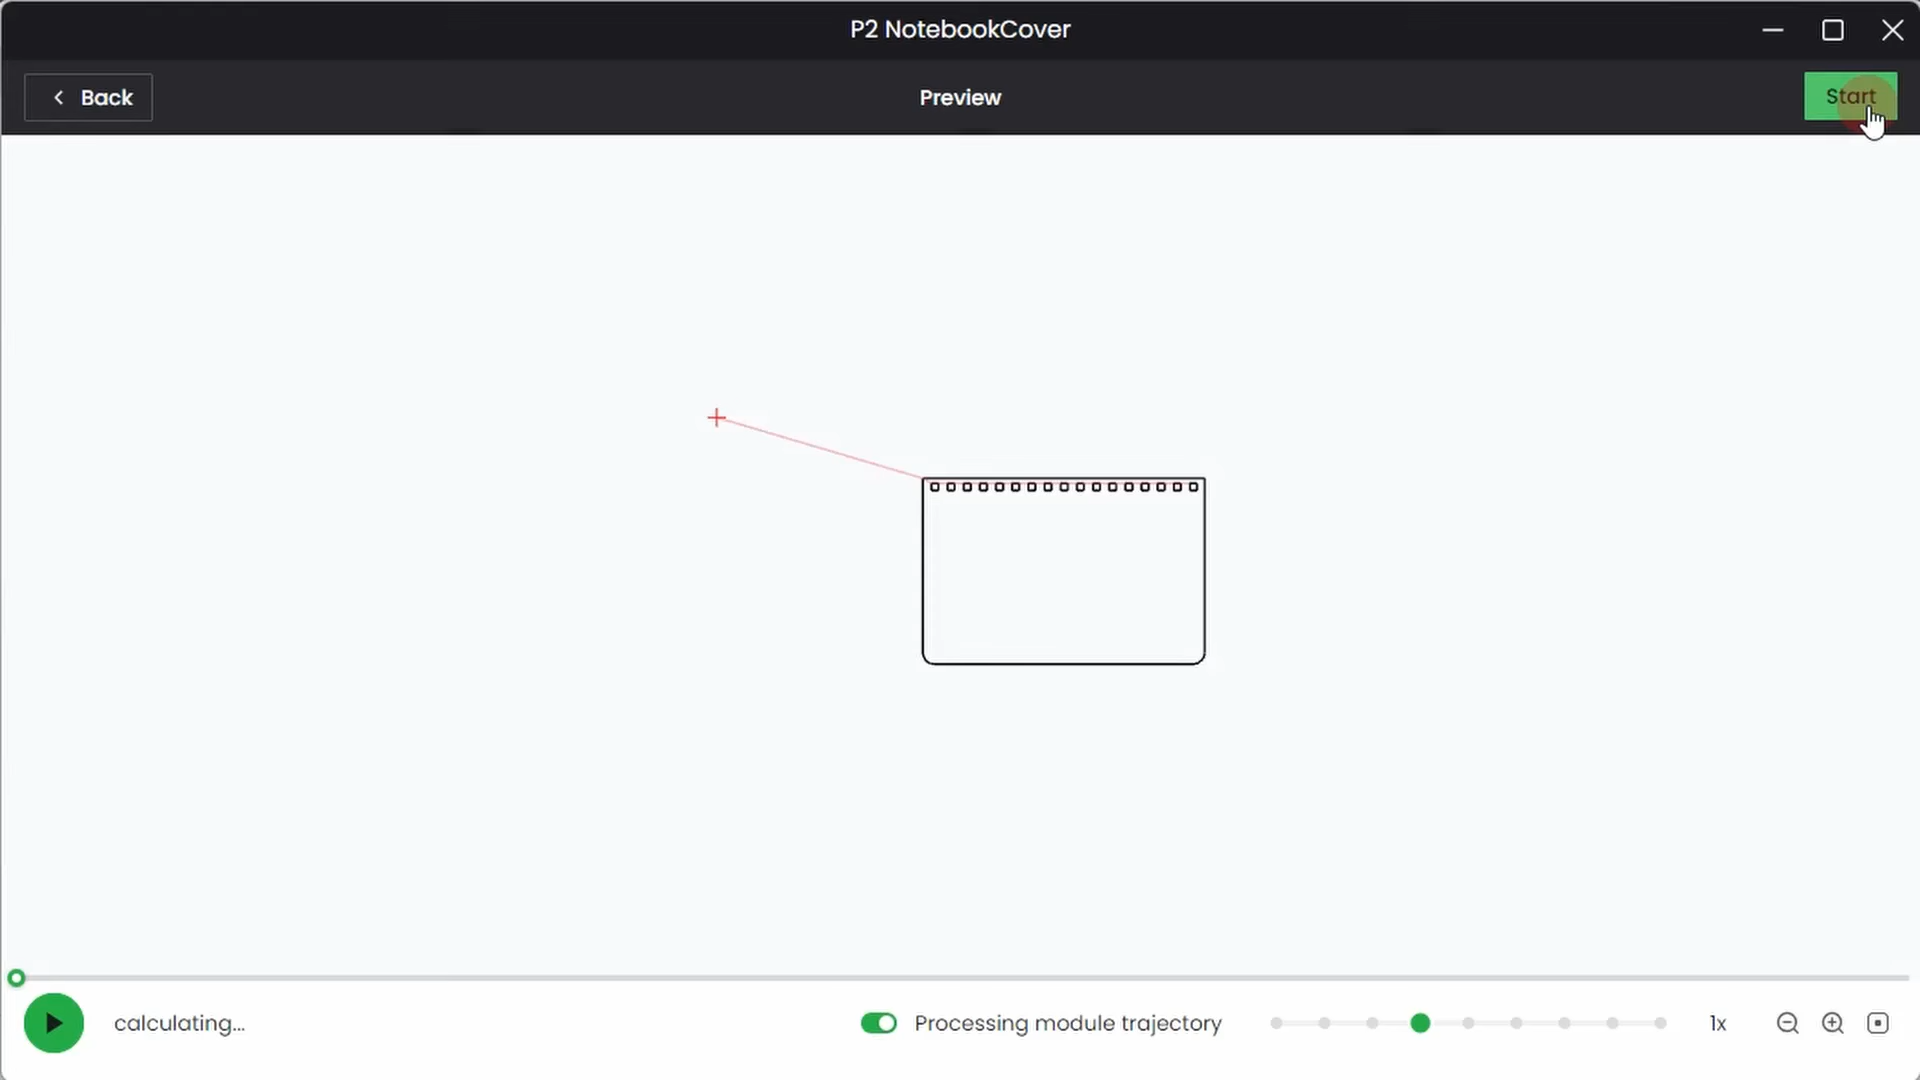 P2 NotebookCover
Back
Preview
Start
calculating...
Processing module trajectory
1x